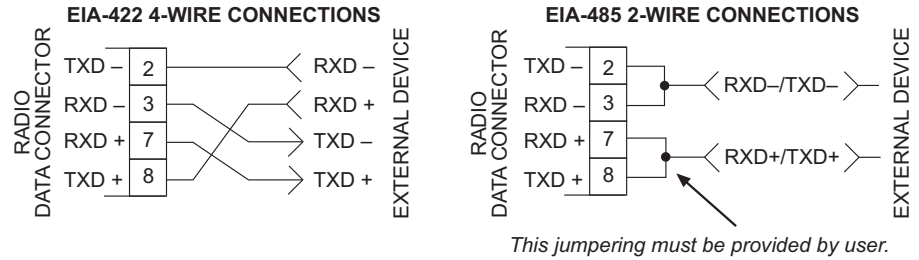 EIA-422 4-WIRE CONNECTIONS
RADIO
DATA CONNECTOR
TXD – 2 RXD –
RXD – 3 RXD +
RXD + 7 TXD –
TXD + 8 TXD +
EXTERNAL DEVICE
EIA-485 2-WIRE CONNECTIONS
RADIO
DATA CONNECTOR
TXD – 2
RXD – 3
RXD + 7
TXD + 8
RXD–/TXD–
RXD+/TXD+
EXTERNAL DEVICE
This jumpering must be provided by user.